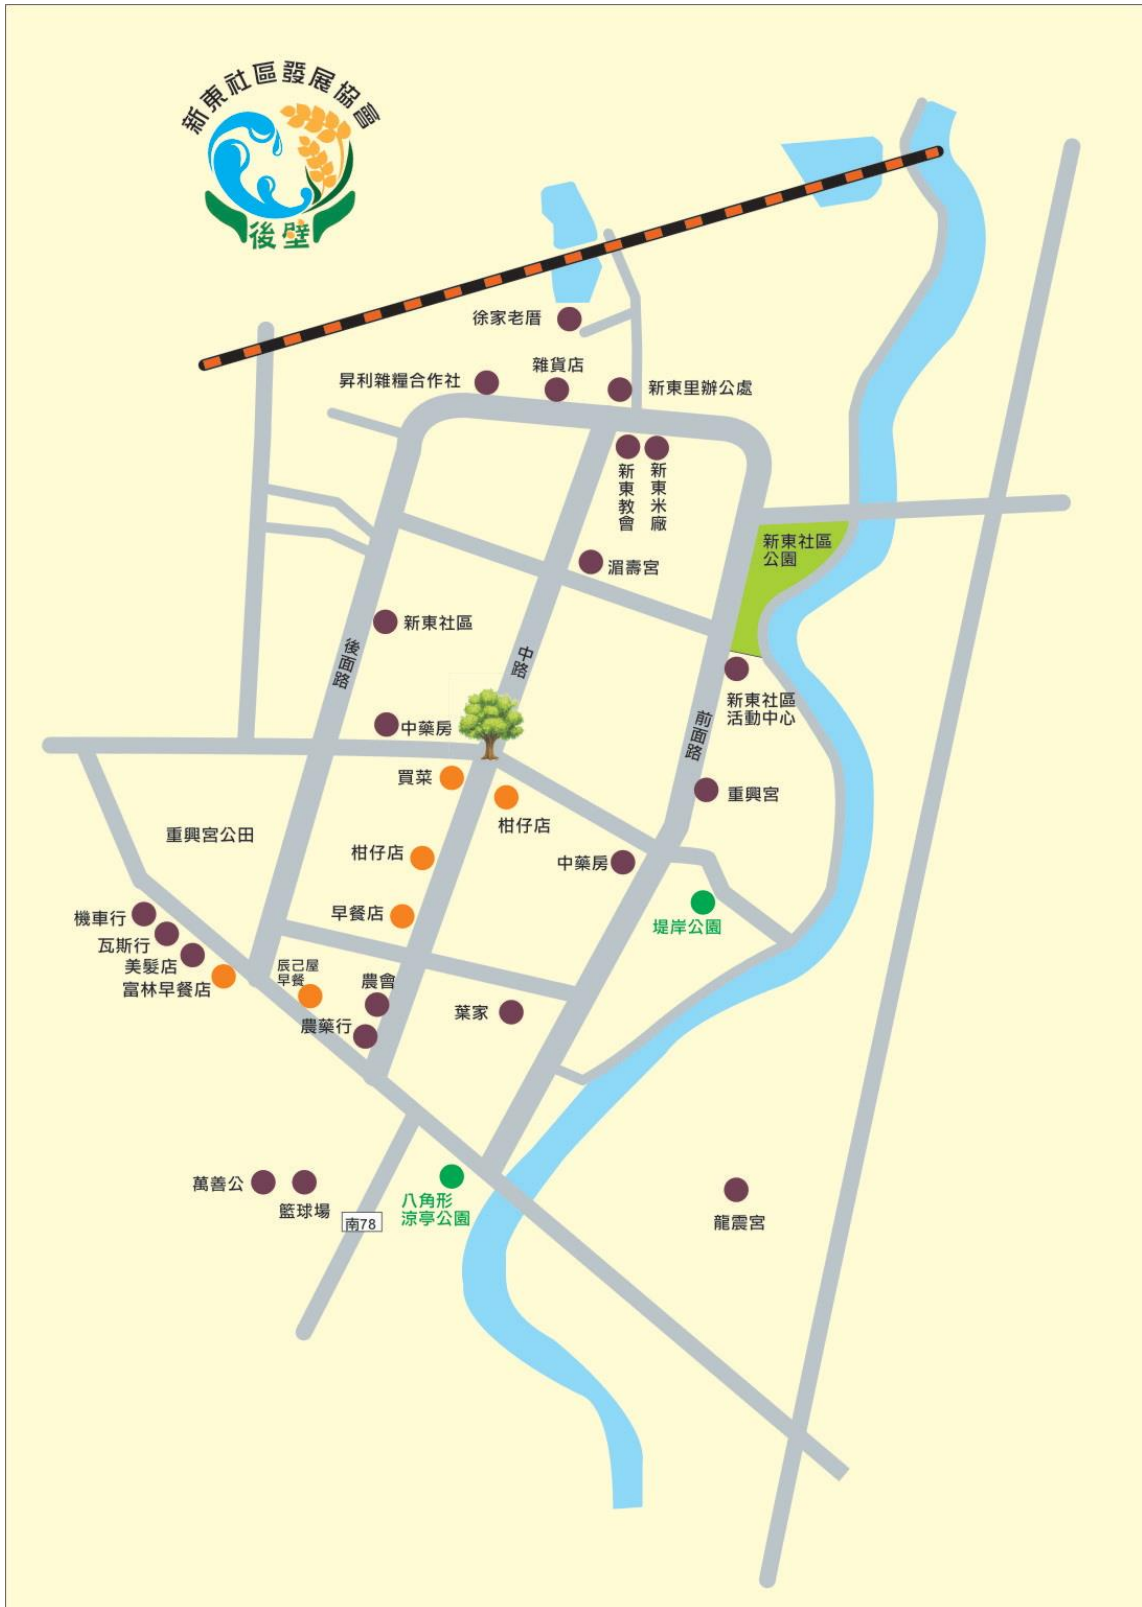 新東社區發展協會
後壁
徐家老厝
雜貨店
昇利雜糧合作社
新東里辦公處
新東教會
新東米廠
新東社區
公園
湄壽宮
新東社區
後面路
中路
新東社區
活動中心
前面路
中藥房
買菜
重興宮
柑仔店
重興宮公田
柑仔店
中藥房
機車行
早餐店
堤岸公園
瓦斯行
美髮店
富林早餐店
辰己屋
早餐
農會
葉家
農藥行
萬善公
籃球場
南78
八角形
涼亭公園
龍震宮